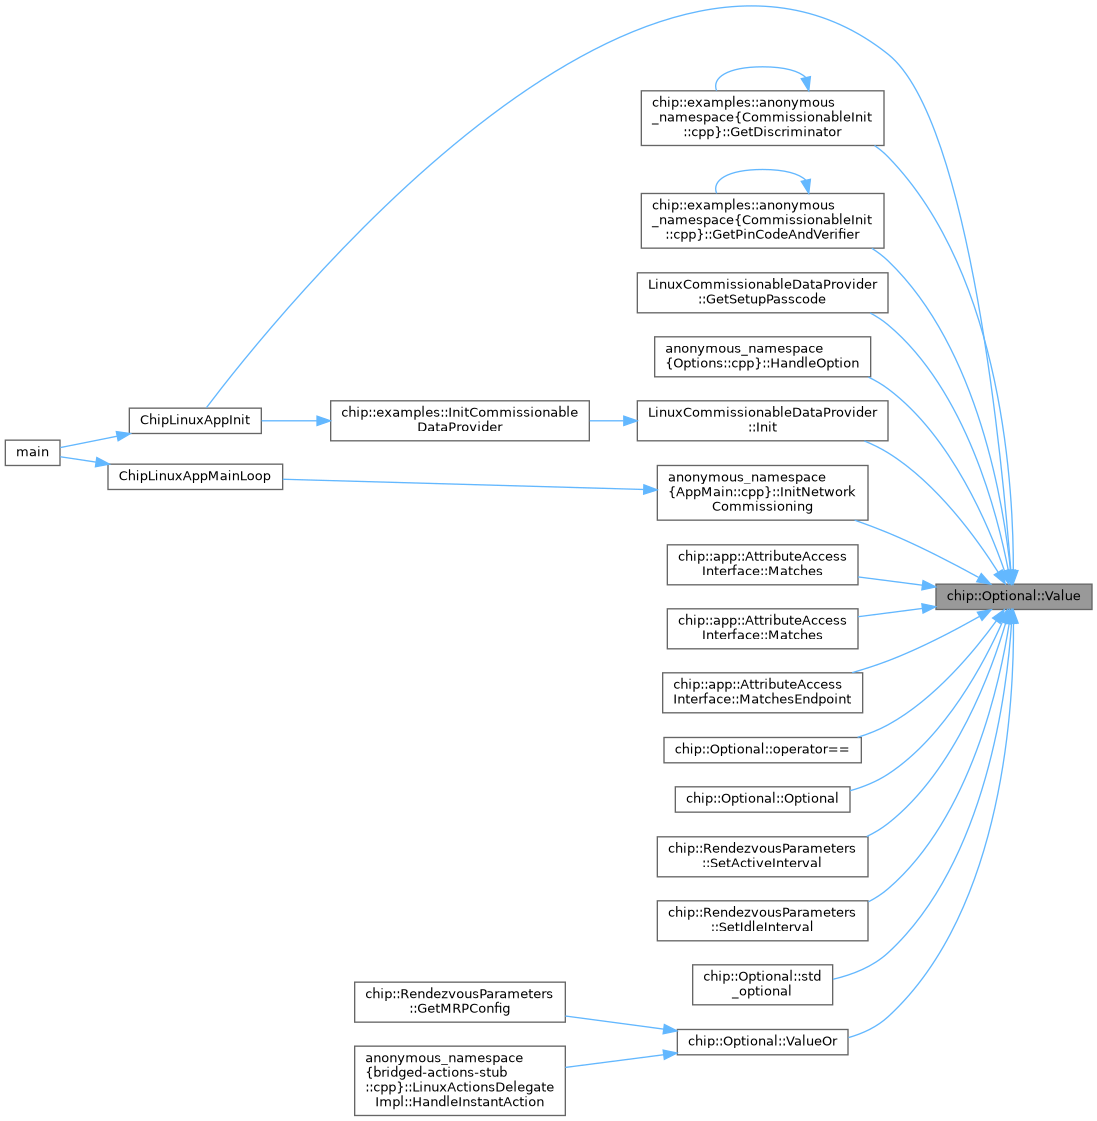 chip::examples::anonymous
_namespace{CommissionableInit
::cpp}::GetDiscriminator
chip::examples::anonymous
_namespace{CommissionableInit
::cpp}::GetPinCodeAndVerifier
LinuxCommissionableDataProvider
::GetSetupPasscode
anonymous_namespace
{Options::cpp}::HandleOption
ChipLinuxAppInit
chip::examples::InitCommissionable
DataProvider
LinuxCommissionableDataProvider
::Init
main
ChipLinuxAppMainLoop
anonymous_namespace
{AppMain::cpp}::InitNetwork
Commissioning
chip::app::AttributeAccess
Interface::Matches
chip::Optional::Value
chip::app::AttributeAccess
Interface::Matches
chip::app::AttributeAccess
Interface::MatchesEndpoint
chip::Optional::operator==
chip::Optional::Optional
chip::RendezvousParameters
::SetActiveInterval
chip::RendezvousParameters
::SetIdleInterval
chip::Optional::std
_optional
chip::RendezvousParameters
::GetMRPConfig
chip::Optional::ValueOr
anonymous_namespace
{bridged-actions-stub
::cpp}::LinuxActionsDelegate
Impl::HandleInstantAction